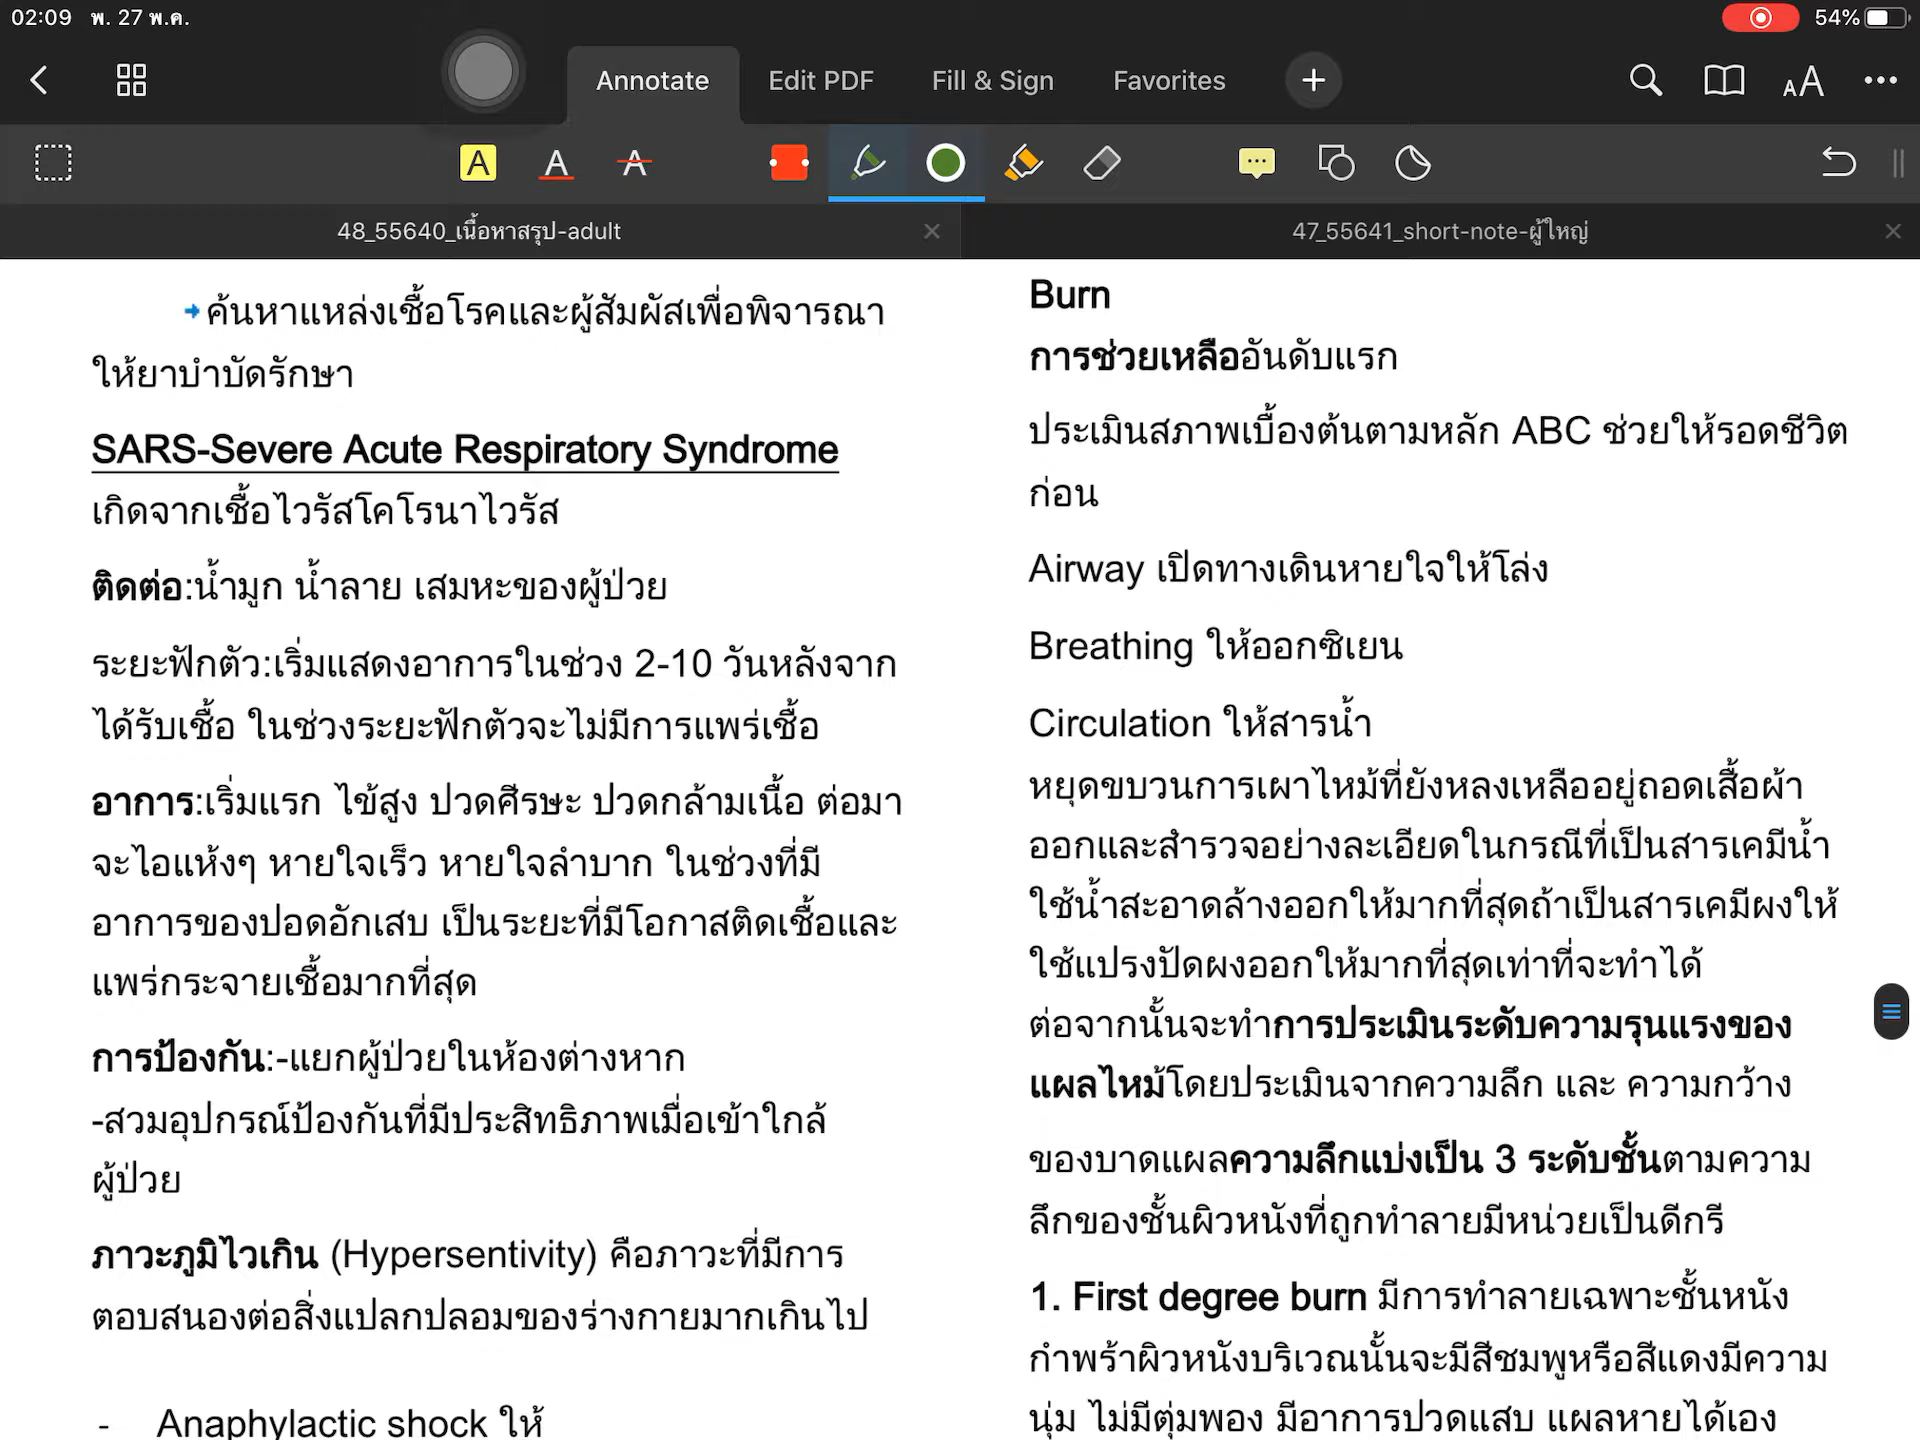 02:09 พ. 27 พ.ค.
54%
Annotate
Edit PDF
Fill & Sign
Favorites
48_55640_เนื้อหาสรุป-adult
47_55641_short-note-ผู้ใหญ่
ค้นหาแหล่งเชื้อโรคและผู้สัมผัสเพื่อพิจารณา
ให้ยาบำบัดรักษา
SARS-Severe Acute Respiratory Syndrome
เกิดจากเชื้อไวรัสโคโรนาไวรัส
ติดต่อ:น้ำมูก น้ำลาย เสมหะของผู้ป่วย
ระยะฟักตัว:เริ่มแสดงอาการในช่วง 2-10 วันหลังจาก
ได้รับเชื้อ ในช่วงระยะฟักตัวจะไม่มีการแพร่เชื้อ
อาการ:เริ่มแรก ไข้สูง ปวดศีรษะ ปวดกล้ามเนื้อ ต่อมา
จะไอแห้งๆ หายใจเร็ว หายใจลำบาก ในช่วงที่มี
อาการของปอดอักเสบ เป็นระยะที่มีโอกาสติดเชื้อและ
แพร่กระจายเชื้อมากที่สุด
การป้องกัน:-แยกผู้ป่วยในห้องต่างหาก
-สวมอุปกรณ์ป้องกันที่มีประสิทธิภาพเมื่อเข้าใกล้
ผู้ป่วย
ภาวะภูมิไวเกิน (Hypersentivity) คือภาวะที่มีการ
ตอบสนองต่อสิ่งแปลกปลอมของร่างกายมากเกินไป
- Anaphylactic shock ให้
Burn
การช่วยเหลืออันดับแรก
ประเมินสภาพเบื้องต้นตามหลัก ABC ช่วยให้รอดชีวิต
ก่อน
Airway เปิดทางเดินหายใจให้โล่ง
Breathing ให้ออกซิเยน
Circulation ให้สารน้ำ
หยุดขบวนการเผาไหม้ที่ยังหลงเหลืออยู่ถอดเสื้อผ้า
ออกและสำรวจอย่างละเอียดในกรณีที่เป็นสารเคมีน้ำ
ใช้น้ำสะอาดล้างออกให้มากที่สุดถ้าเป็นสารเคมีผงให้
ใช้แปรงปัดผงออกให้มากที่สุดเท่าที่จะทำได้
ต่อจากนั้นจะทำการประเมินระดับความรุนแรงของ
แผลไหม้โดยประเมินจากความลึก และ ความกว้าง
ของบาดแผลความลึกแบ่งเป็น 3 ระดับชั้นตามความ
ลึกของชั้นผิวหนังที่ถูกทำลายมีหน่วยเป็นดีกรี
1. First degree burn มีการทำลายเฉพาะชั้นหนัง
กำพร้าผิวหนังบริเวณนั้นจะมีสีชมพูหรือสีแดงมีความ
นุ่ม ไม่มีตุ่มพอง มีอาการปวดแสบ แผลหายได้เอง